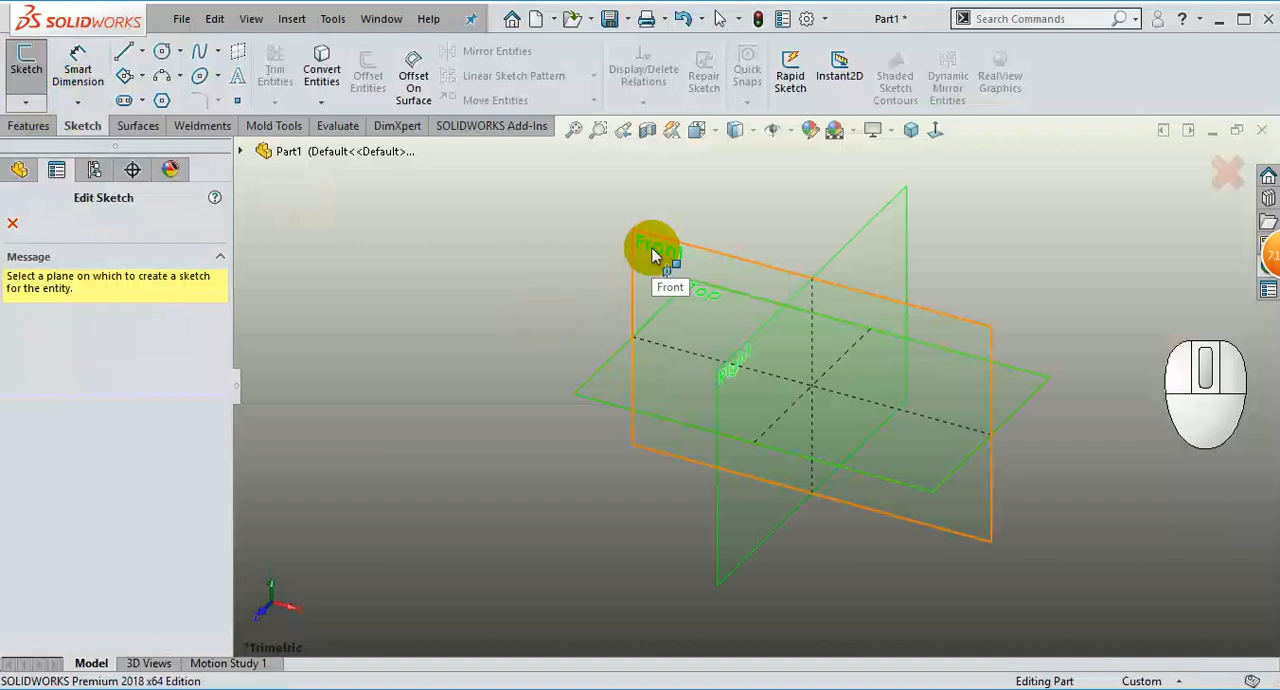 SOLIDWORKS File Edit View Insert Tools Window Help Part1 * Search Commands ?
Sketch Smart Dimension Trim Entities Convert Entities Offset Entities Offset On Surface Mirror Entities Linear Sketch Pattern Move Entities Display/Delete Relations Repair Sketch Quick Snaps Rapid Sketch Instant2D Shaded Sketch Contours Dynamic Mirror Entities RealView Graphics
Features Sketch Surfaces Weldments Mold Tools Evaluate DimXpert SOLIDWORKS Add-Ins
Part1 (Default<<Default>...
Edit Sketch
Message
Select a plane on which to create a sketch
for the entity.
Front
Front
Top
Right
71
*Trimetric
Model 3D Views Motion Study 1
SOLIDWORKS Premium 2018 x64 Edition Editing Part Custom